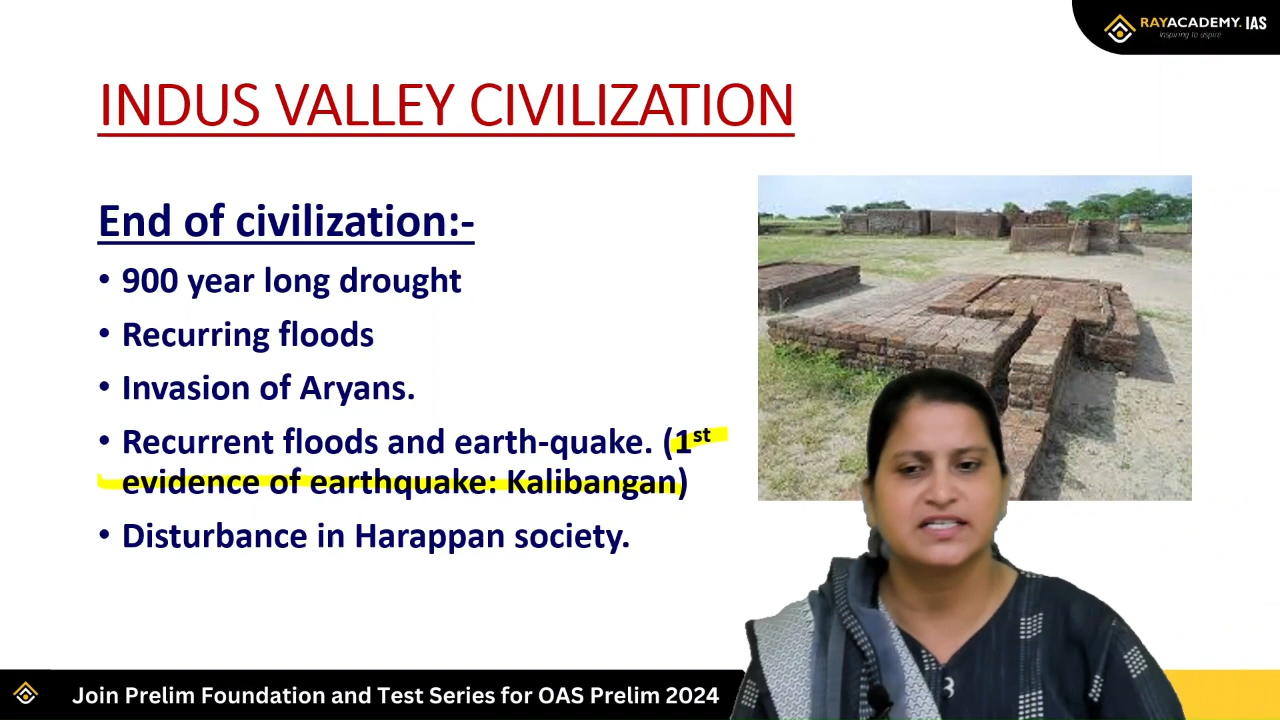 RAYACADEMY. IAS
Inspiring to aspire
INDUS VALLEY CIVILIZATION
End of civilization:-
• 900 year long drought
• Recurring floods
• Invasion of Aryans.
• Recurrent floods and earth-quake. (1st
evidence of earthquake: Kalibangan)
• Disturbance in Harappan society.
Join Prelim Foundation and Test Series for OAS Prelim 2024